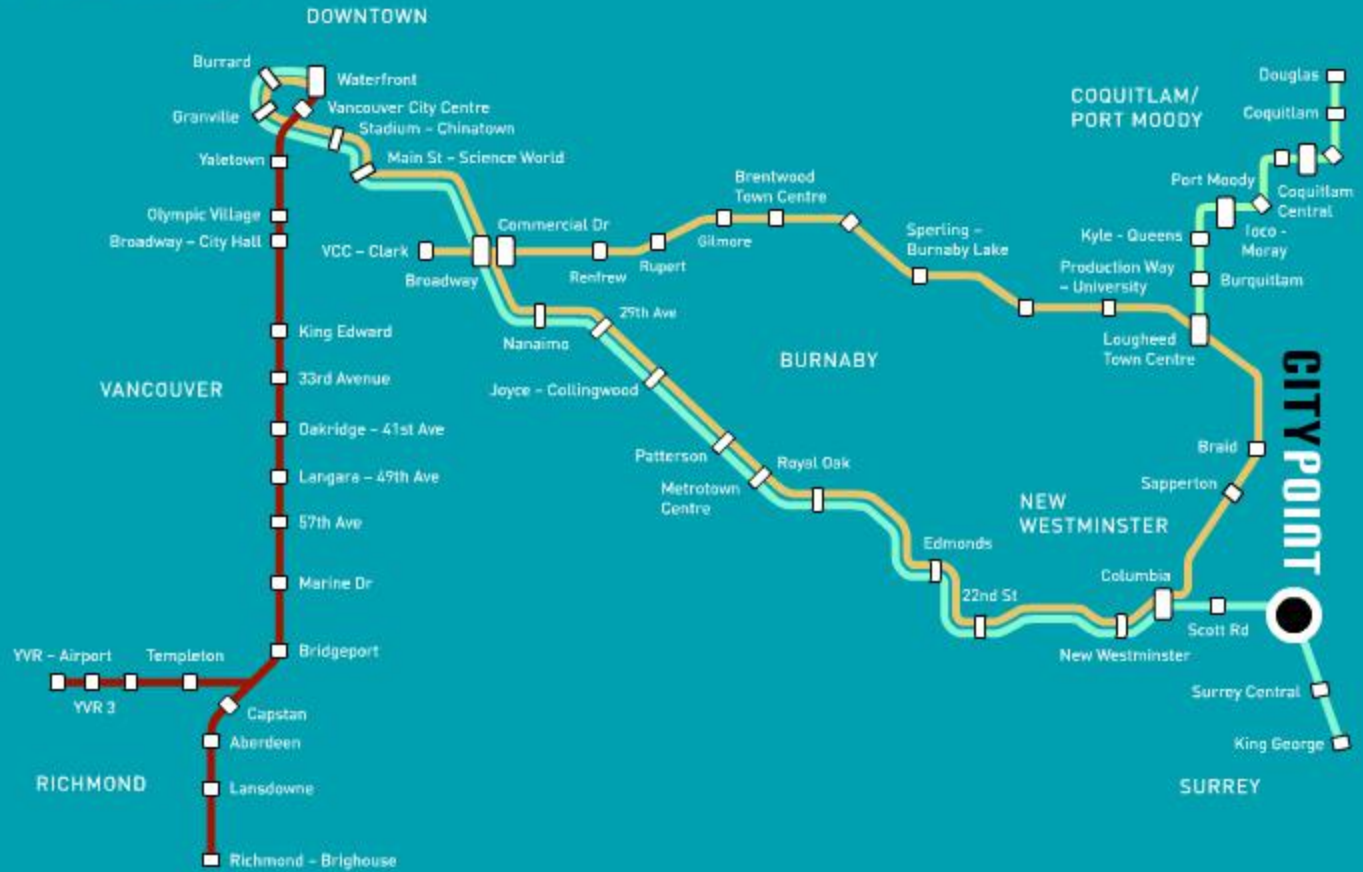 DOWNTOWN
Burrard
Waterfront
Vancouver City Centre
Granville
Stadium – Chinatown
Main St – Science World
Yaletown
Olympic Village
Broadway – City Hall
VCC – Clark
Commercial Dr
Broadway
Renfrew
Rupert
Gilmore
Brentwood
Town Centre
Sperling –
Burnaby Lake
Production Way
– University
Lougheed
Town Centre
COQUITLAM/
PORT MOODY
Douglas
Coquitlam
Port Moody
Coquitlam
Central
Ioco -
Moray
Kyle - Queens
Burquitlam
King Edward
33rd Avenue
VANCOUVER
Oakridge – 41st Ave
Langara – 49th Ave
57th Ave
Marine Dr
Bridgeport
YVR – Airport
Templeton
YVR 3
Capstan
Aberdeen
RICHMOND
Lansdowne
Richmond – Brighouse
Nanaimo
29th Ave
Joyce – Collingwood
BURNABY
Patterson
Metrotown
Centre
Royal Oak
Edmonds
22nd St
NEW
WESTMINSTER
Columbia
New Westminster
Braid
Sapperton
CITYPOINT
Scott Rd
Surrey Central
King George
SURREY